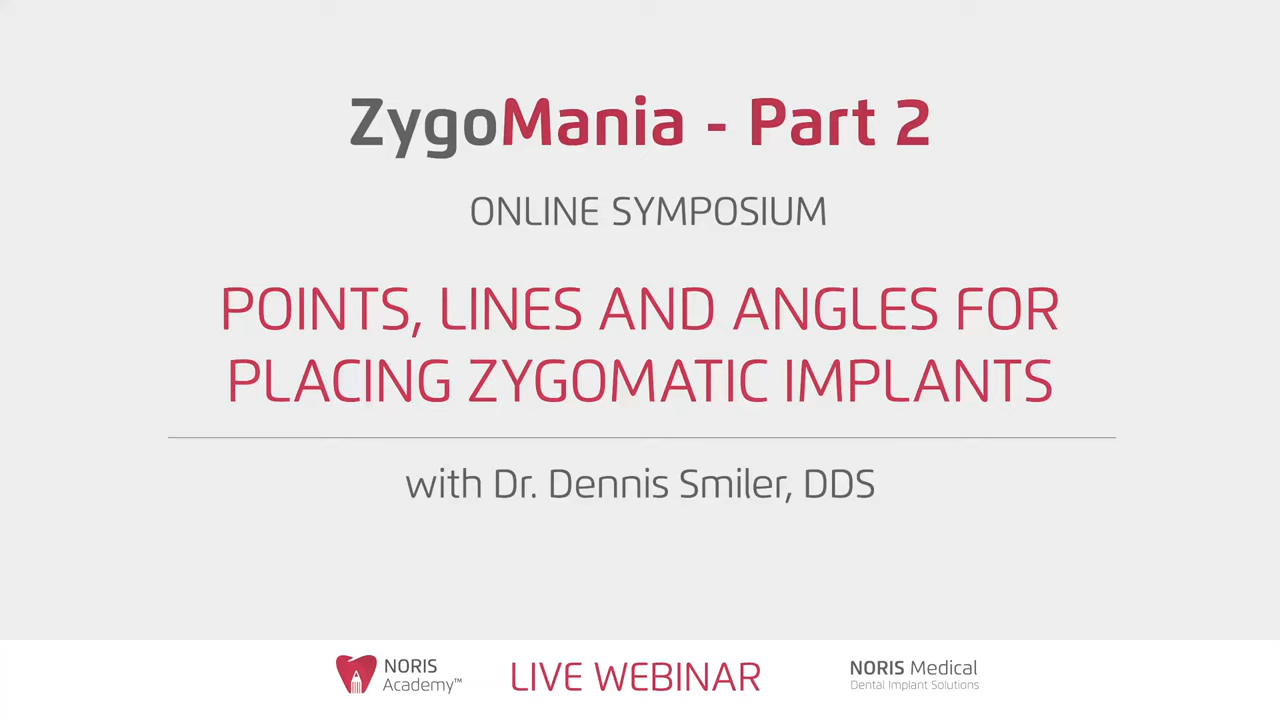 ZygoMania - Part 2
ONLINE SYMPOSIUM
POINTS, LINES AND ANGLES FOR
PLACING ZYGOMATIC IMPLANTS
with Dr. Dennis Smiler, DDS
NORIS
Academy™
LIVE WEBINAR
NORIS Medical
Dental Implant Solutions